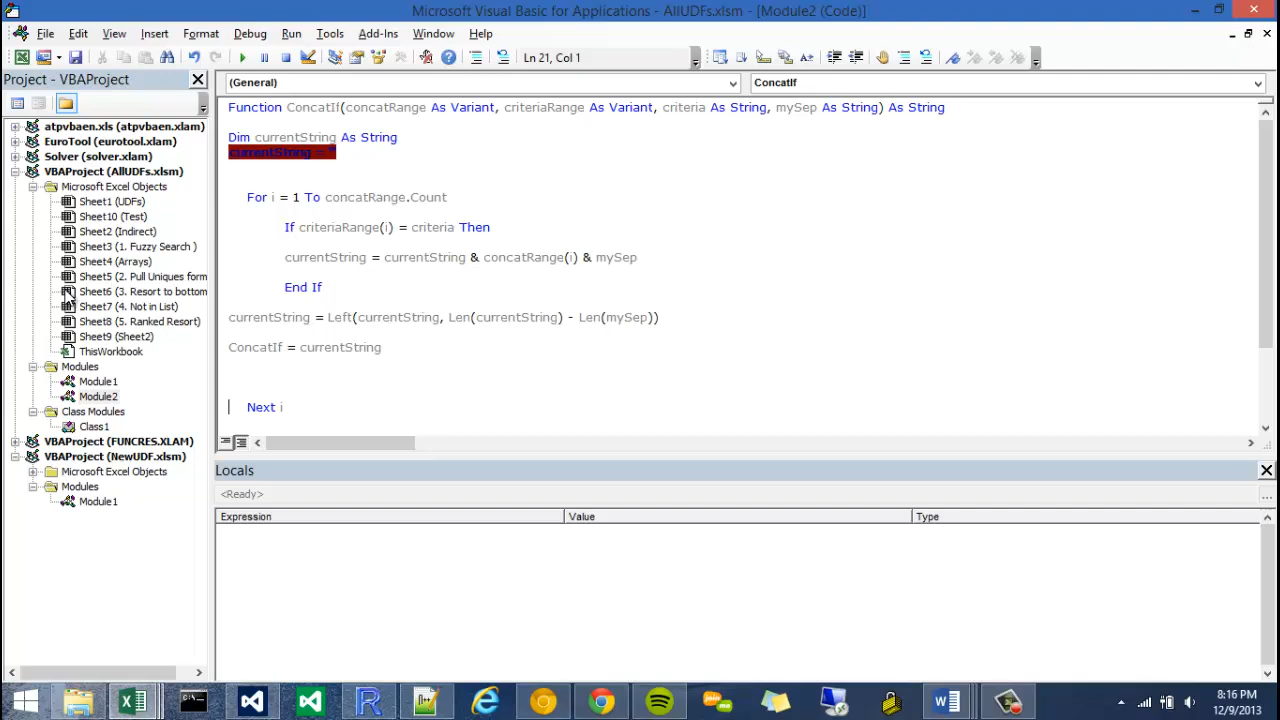 Microsoft Visual Basic for Applications - AllUDFs.xlsm - [Module2 (Code)]
File Edit View Insert Format Debug Run Tools Add-Ins Window Help
Ln 21, Col 1
Project - VBAProject
atpvbaen.xls (atpvbaen.xlam)
EuroTool (eurotool.xlam)
Solver (solver.xlam)
VBAProject (AllUDFs.xlsm)
Microsoft Excel Objects
Sheet1 (UDFs)
Sheet10 (Test)
Sheet2 (Indirect)
Sheet3 (1. Fuzzy Search )
Sheet4 (Arrays)
Sheet5 (2. Pull Uniques form
Sheet6 (3. Resort to bottom
Sheet7 (4. Not in List)
Sheet8 (5. Ranked Resort)
Sheet9 (Sheet2)
ThisWorkbook
Modules
Module1
Module2
Class Modules
Class1
VBAProject (FUNCRES.XLAM)
VBAProject (NewUDF.xlsm)
Microsoft Excel Objects
Modules
Module1
(General) ConcatIf
Function ConcatIf(concatRange As Variant, criteriaRange As Variant, criteria As String, mySep As String) As String
Dim currentString As String
currentString = ""
For i = 1 To concatRange.Count
If criteriaRange(i) = criteria Then
currentString = currentString & concatRange(i) & mySep
End If
currentString = Left(currentString, Len(currentString) - Len(mySep))
ConcatIf = currentString
Next i
Locals
<Ready>
Expression Value Type
8:16 PM
12/9/2013